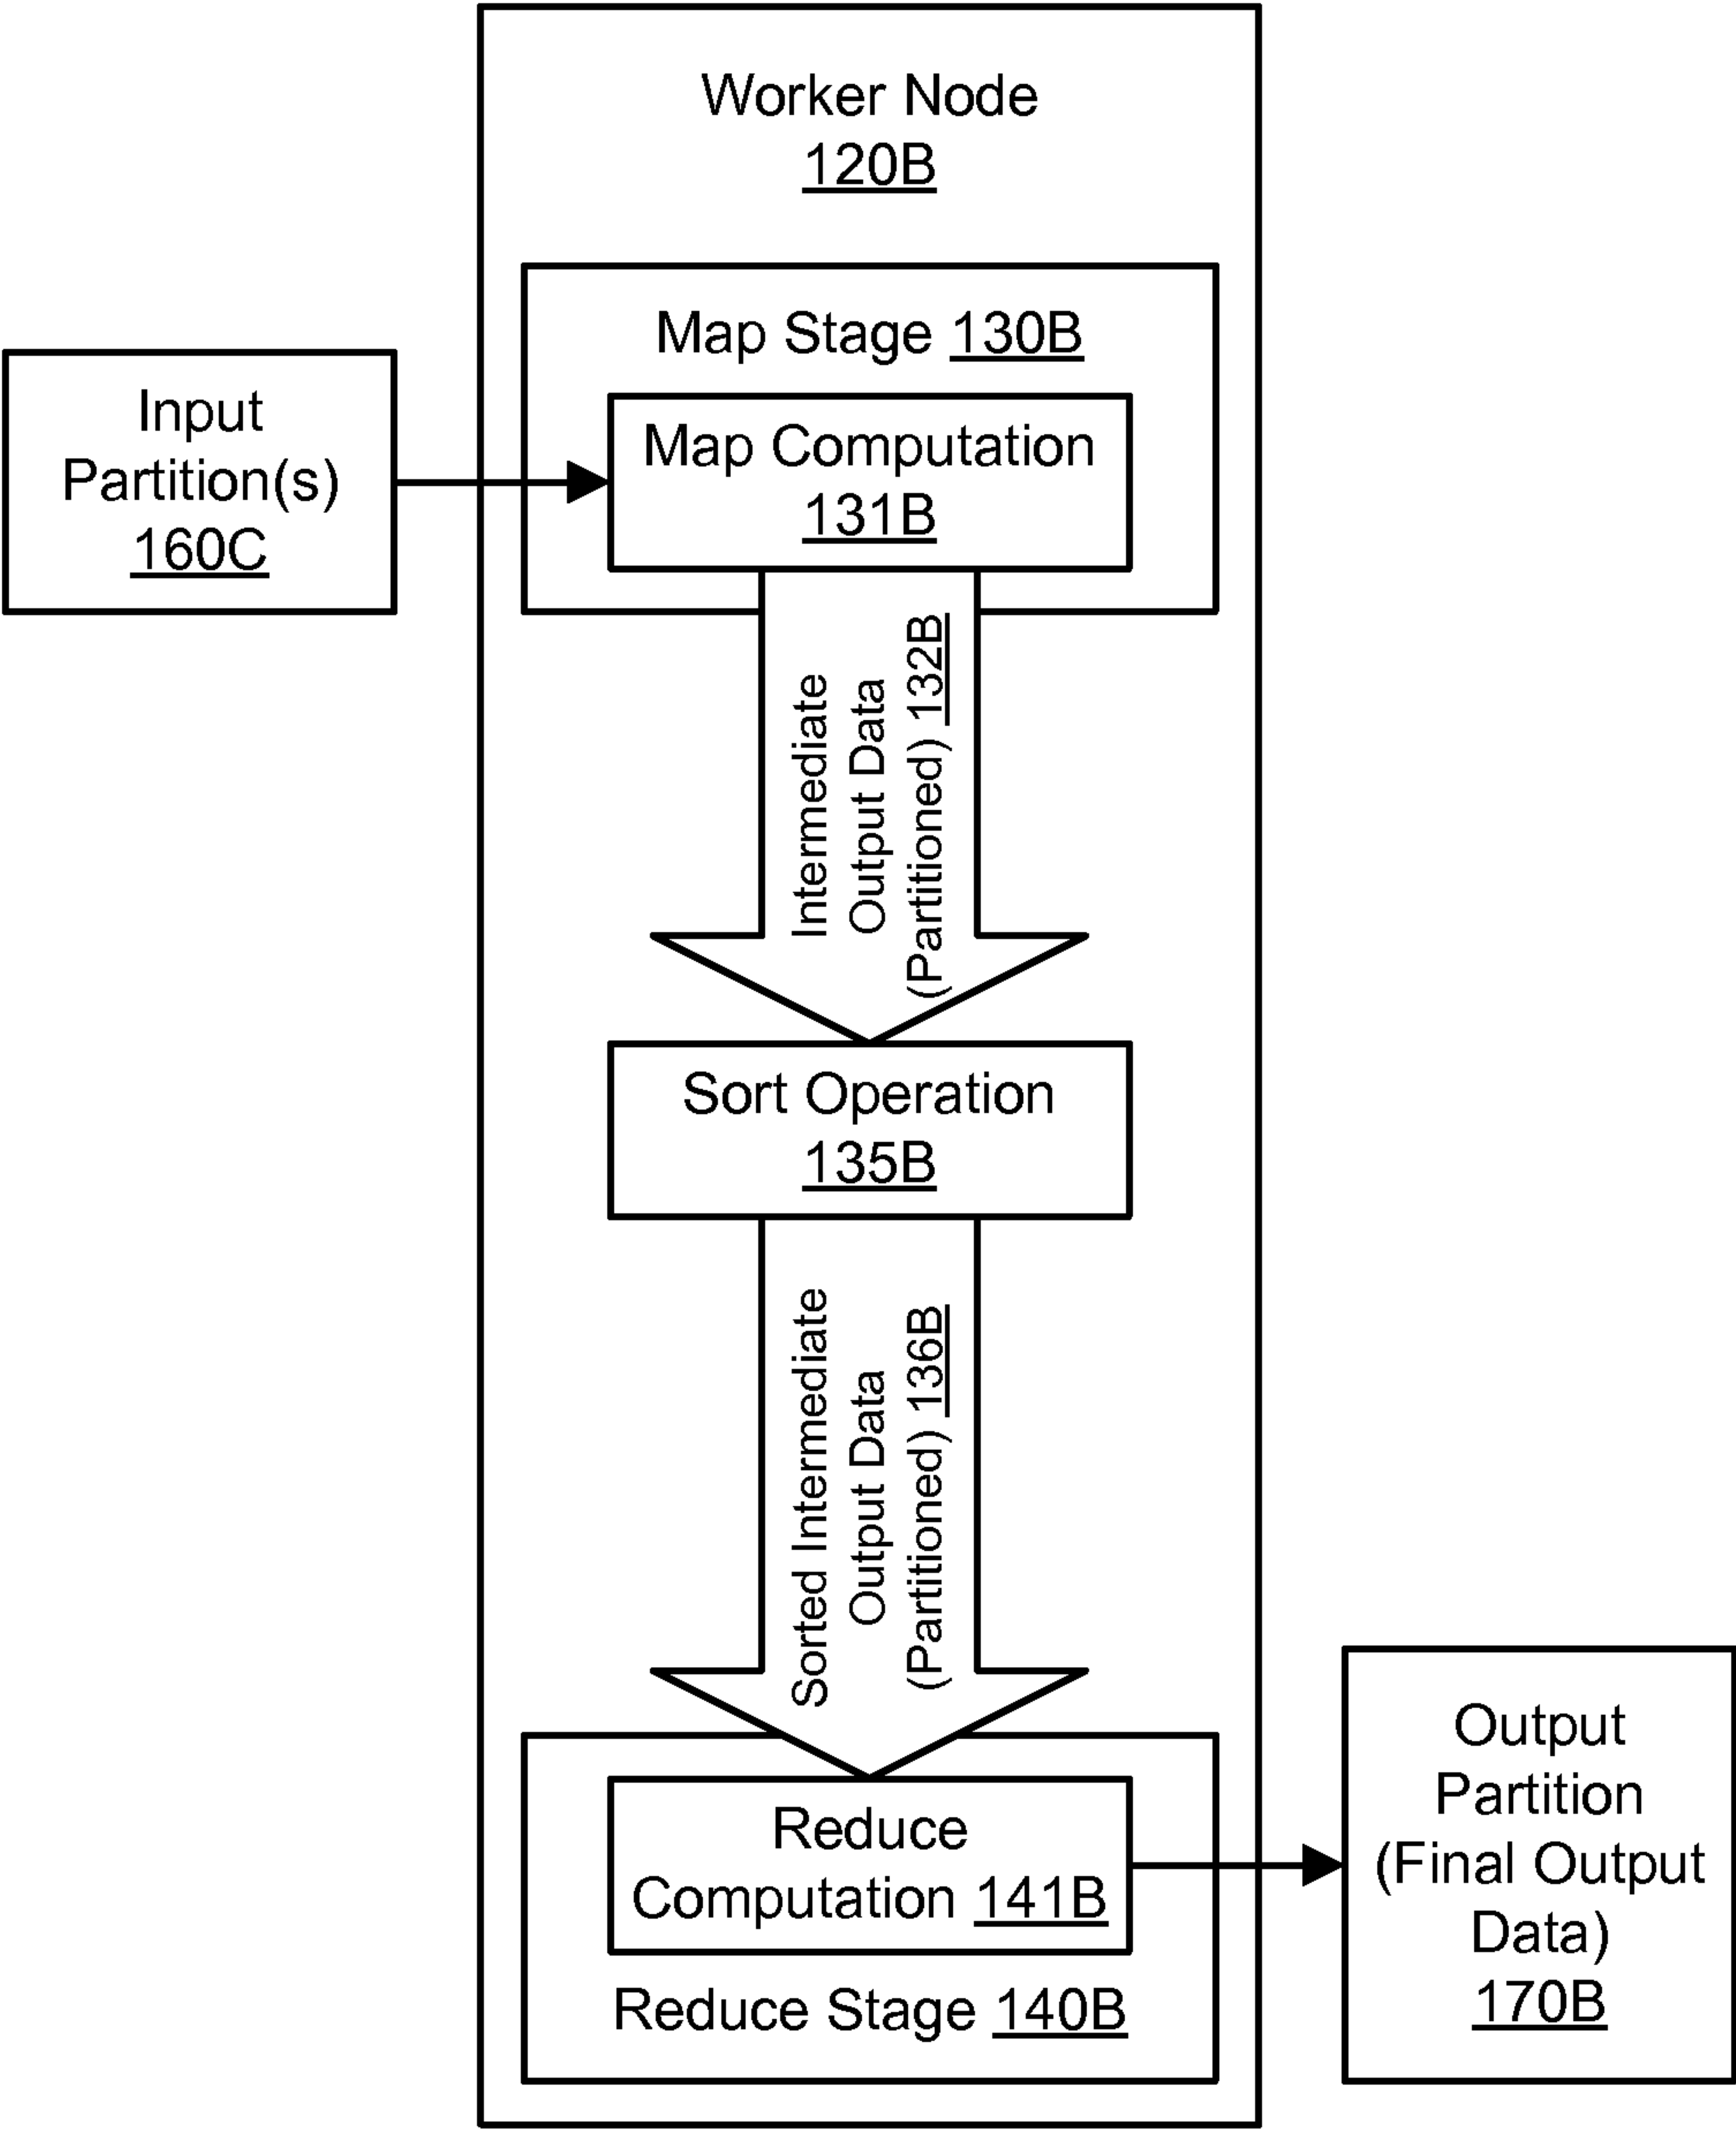 Worker Node
120B
Map Stage 130B
Input
Partition(s)
160C
Map Computation
131B
Intermediate
Output Data
(Partitioned) 132B
Sort Operation
135B
Sorted Intermediate
Output Data
(Partitioned) 136B
Reduce
Computation 141B
Reduce Stage 140B
Output
Partition
(Final Output
Data)
170B